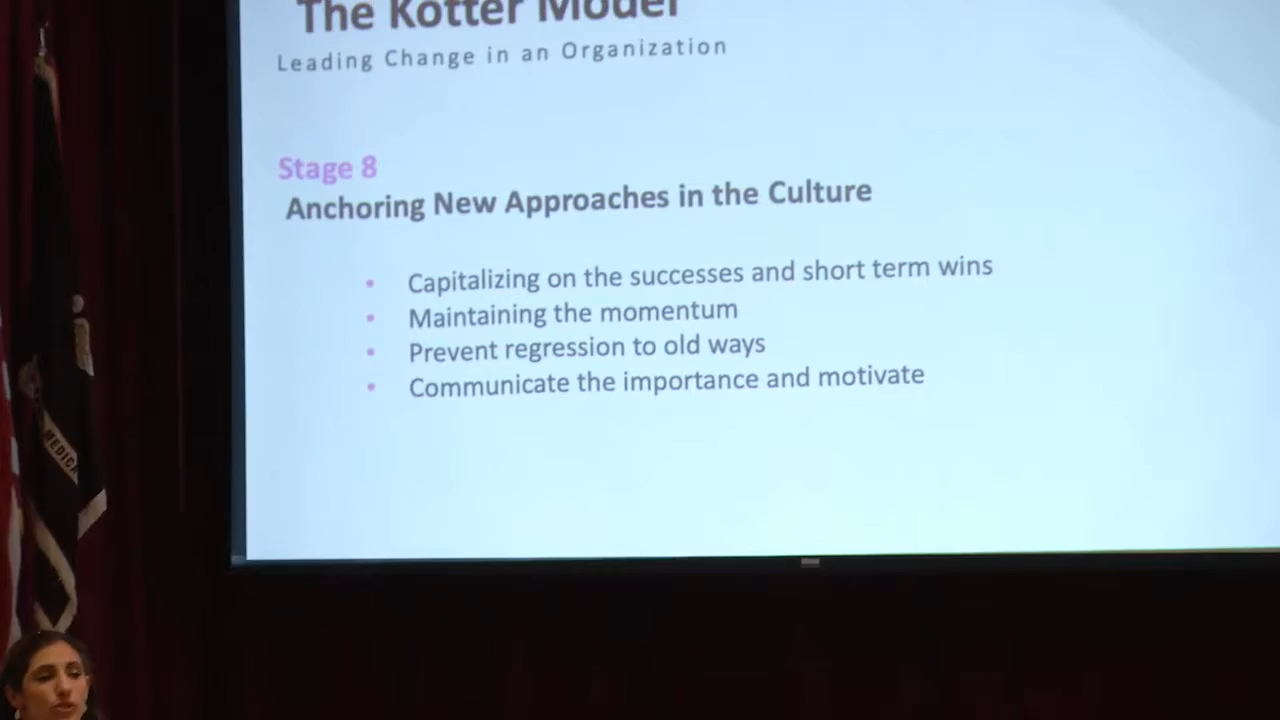 The Kotter Model
Leading Change in an Organization
Stage 8
Anchoring New Approaches in the Culture
• Capitalizing on the successes and short term wins
• Maintaining the momentum
• Prevent regression to old ways
• Communicate the importance and motivate